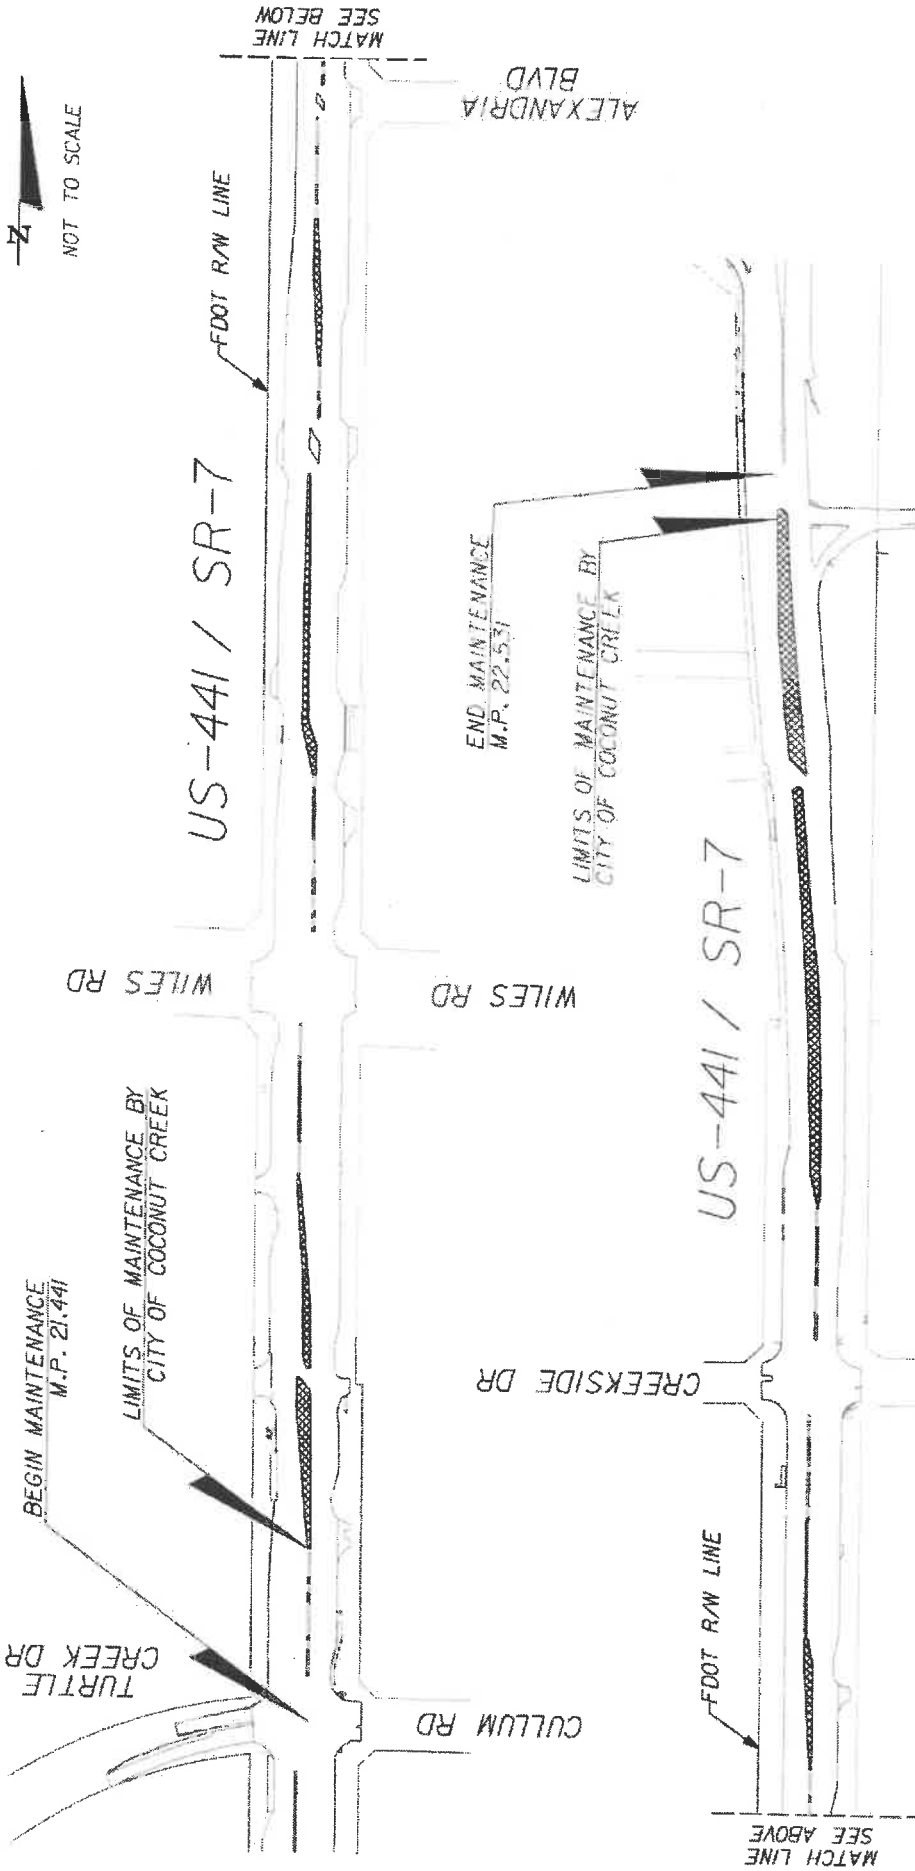 N
NOT TO SCALE
MATCH LINE
SEE BELOW
ALEXANDRIA
BLVD
FDOT R/W LINE
US-441 / SR-7
WILES RD
WILES RD
BEGIN MAINTENANCE
M.P. 21.441
LIMITS OF MAINTENANCE BY
CITY OF COCONUT CREEK
TURTLE
CREEK DR
CULLUM RD
END MAINTENANCE
M.P. 22.531
LIMITS OF MAINTENANCE BY
CITY OF COCONUT CREEK
US-441 / SR-7
CREEKSIDE DR
FDOT R/W LINE
MATCH LINE
SEE ABOVE